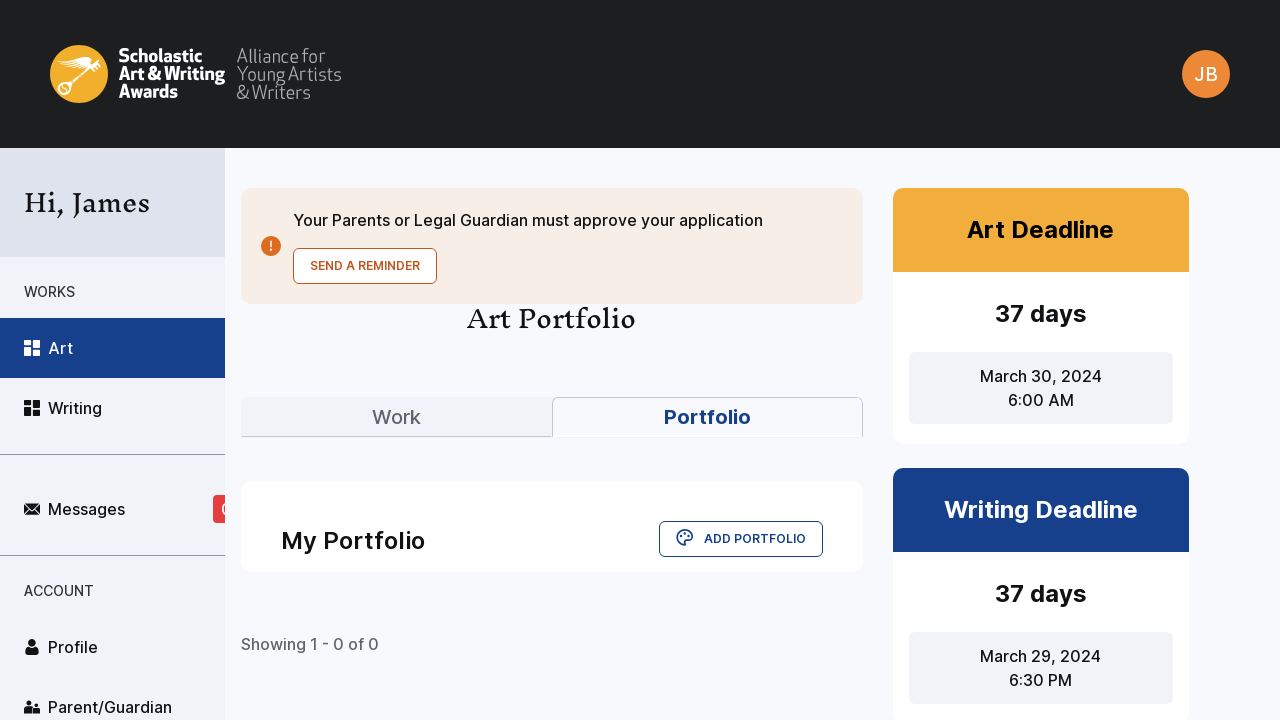 Scholastic
Art & Writing
Awards
Alliance for
Young Artists
& Writers
JB
Hi, James
WORKS
Art
Writing
Messages
ACCOUNT
Profile
Parent/Guardian
Your Parents or Legal Guardian must approve your application
SEND A REMINDER
Art Portfolio
Work
Portfolio
My Portfolio
ADD PORTFOLIO
Showing 1 - 0 of 0
Art Deadline
37 days
March 30, 2024
6:00 AM
Writing Deadline
37 days
March 29, 2024
6:30 PM